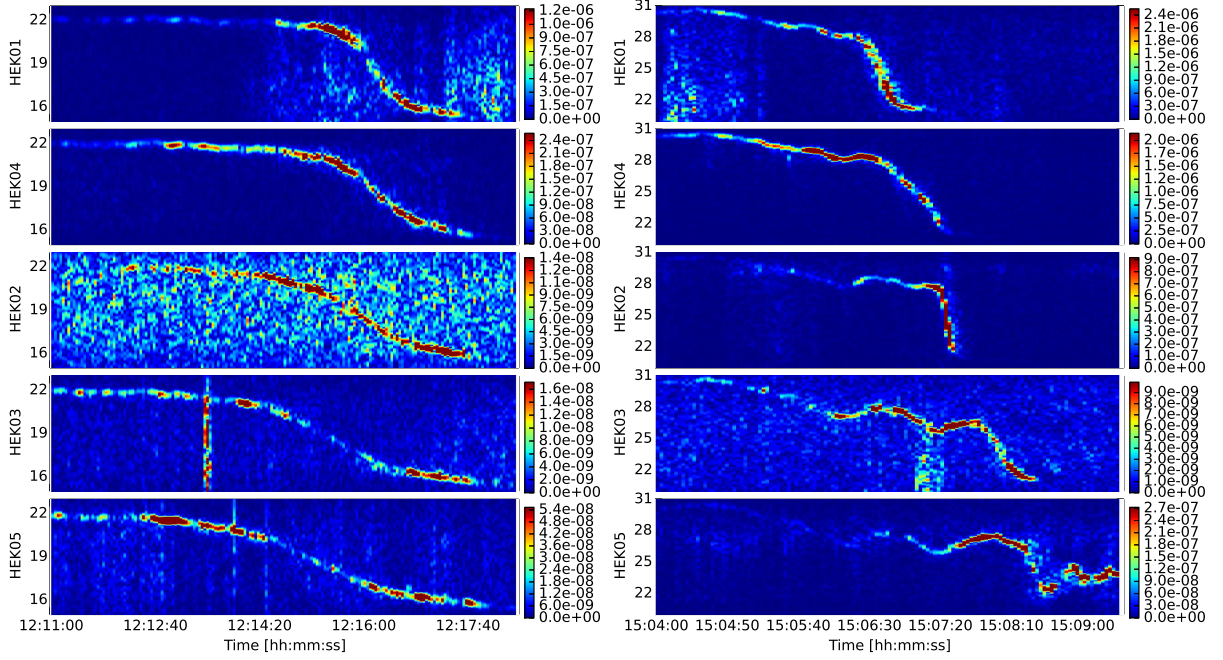 HEK01
22
19
16
1.2e-06
1.0e-06
9.0e-07
7.5e-07
6.0e-07
4.5e-07
3.0e-07
1.5e-07
0.0e+00
HEK04
22
19
16
2.4e-07
2.1e-07
1.8e-07
1.5e-07
1.2e-07
9.0e-08
6.0e-08
3.0e-08
0.0e+00
HEK02
22
19
16
1.4e-08
1.2e-08
1.0e-08
9.0e-09
7.5e-09
6.0e-09
4.5e-09
3.0e-09
1.5e-09
0.0e+00
HEK03
22
19
16
1.6e-08
1.4e-08
1.2e-08
1.0e-08
8.0e-09
6.0e-09
4.0e-09
2.0e-09
0.0e+00
HEK05
22
19
16
5.4e-08
4.8e-08
4.2e-08
3.6e-08
3.0e-08
2.4e-08
1.8e-08
1.2e-08
6.0e-09
0.0e+00
12:11:00 12:12:40 12:14:20 12:16:00 12:17:40
Time [hh:mm:ss]
HEK01
31
28
25
22
2.4e-06
2.1e-06
1.8e-06
1.5e-06
1.2e-06
9.0e-07
6.0e-07
3.0e-07
0.0e+00
HEK04
31
28
25
22
2.0e-06
1.7e-06
1.5e-06
1.2e-06
1.0e-06
7.5e-07
5.0e-07
2.5e-07
0.0e+00
HEK02
31
28
25
22
9.0e-07
8.0e-07
7.0e-07
6.0e-07
5.0e-07
4.0e-07
3.0e-07
2.0e-07
1.0e-07
0.0e+00
HEK03
31
28
25
22
9.0e-09
8.0e-09
7.0e-09
6.0e-09
5.0e-09
4.0e-09
3.0e-09
2.0e-09
1.0e-09
0.0e+00
HEK05
31
28
25
22
2.7e-07
2.4e-07
2.1e-07
1.8e-07
1.5e-07
1.2e-07
9.0e-08
6.0e-08
3.0e-08
0.0e+00
15:04:00 15:04:50 15:05:40 15:06:30 15:07:20 15:08:10 15:09:00
Time [hh:mm:ss]